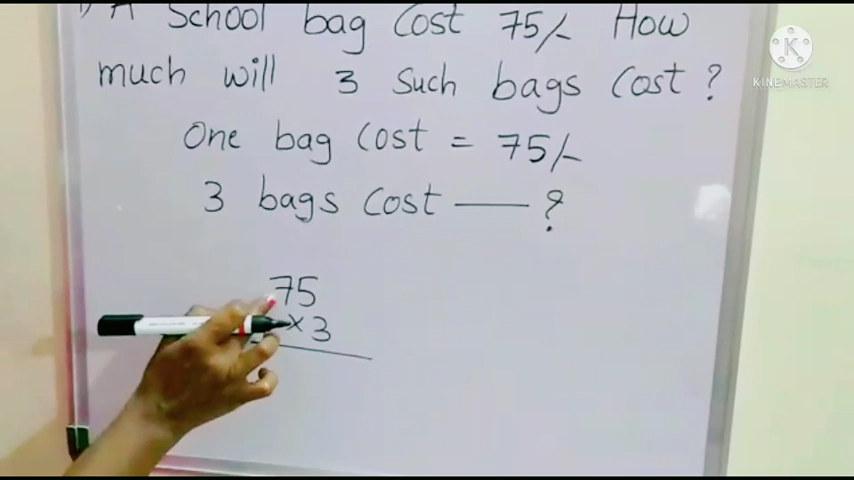 1) A School bag Cost 75/- How
much will 3 such bags Cost ?
One bag Cost = 75/-
3 bags Cost — ?
75
× 3
K
KINEMASTER